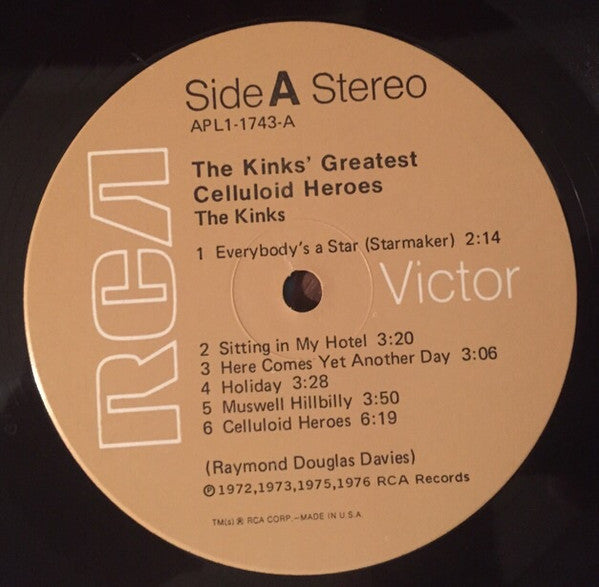 Side A Stereo
APL1-1743-A
The Kinks' Greatest
Celluloid Heroes
The Kinks
1 Everybody's a Star (Starmaker) 2:14
RCA
Victor
2 Sitting in My Hotel 3:20
3 Here Comes Yet Another Day 3:06
4 Holiday 3:28
5 Muswell Hillbilly 3:50
6 Celluloid Heroes 6:19
(Raymond Douglas Davies)
℗1972,1973,1975,1976 RCA Records
TM(s) ® RCA CORP.—MADE IN U.S.A.